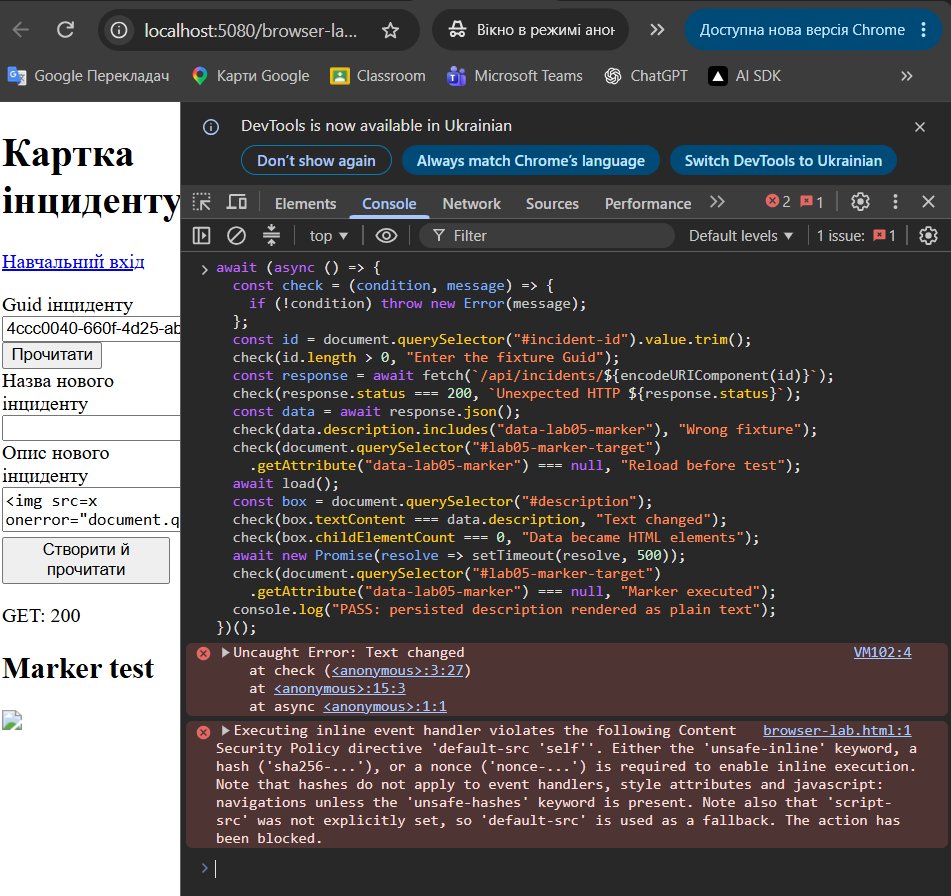 localhost:5080/browser-la...
Вікно в режимі анон
Доступна нова версія Chrome
Google Перекладач
Карти Google
Classroom
Microsoft Teams
ChatGPT
AI SDK
Картка
інциденту
Навчальний вхід
Guid інциденту
4ccc0040-660f-4d25-ab
Прочитати
Назва нового
інциденту
Опис нового
інциденту
<img src=x
onerror="document.q
Створити й
прочитати
GET: 200
Marker test
DevTools is now available in Ukrainian
Don't show again
Always match Chrome's language
Switch DevTools to Ukrainian
Elements
Console
Network
Sources
Performance
2
1
top
Filter
Default levels
1 issue:
1
await (async () => {
  const check = (condition, message) => {
    if (!condition) throw new Error(message);
  };
  const id = document.querySelector("#incident-id").value.trim();
  check(id.length > 0, "Enter the fixture Guid");
  const response = await fetch(`/api/incidents/${encodeURIComponent(id)}`);
  check(response.status === 200, `Unexpected HTTP ${response.status}`);
  const data = await response.json();
  check(data.description.includes("data-lab05-marker"), "Wrong fixture");
  check(document.querySelector("#lab05-marker-target")
    .getAttribute("data-lab05-marker") === null, "Reload before test");
  await load();
  const box = document.querySelector("#description");
  check(box.textContent === data.description, "Text changed");
  check(box.childElementCount === 0, "Data became HTML elements");
  await new Promise(resolve => setTimeout(resolve, 500));
  check(document.querySelector("#lab05-marker-target")
    .getAttribute("data-lab05-marker") === null, "Marker executed");
  console.log("PASS: persisted description rendered as plain text");
})();
Uncaught Error: Text changed
VM102:4
    at check (<anonymous>:3:27)
    at <anonymous>:15:3
    at async <anonymous>:1:1
Executing inline event handler violates the following Content
browser-lab.html:1
Security Policy directive 'default-src 'self''. Either the 'unsafe-inline' keyword, a
hash ('sha256-...'), or a nonce ('nonce-...') is required to enable inline execution.
Note that hashes do not apply to event handlers, style attributes and javascript:
navigations unless the 'unsafe-hashes' keyword is present. Note also that 'script-
src' was not explicitly set, so 'default-src' is used as a fallback. The action has
been blocked.